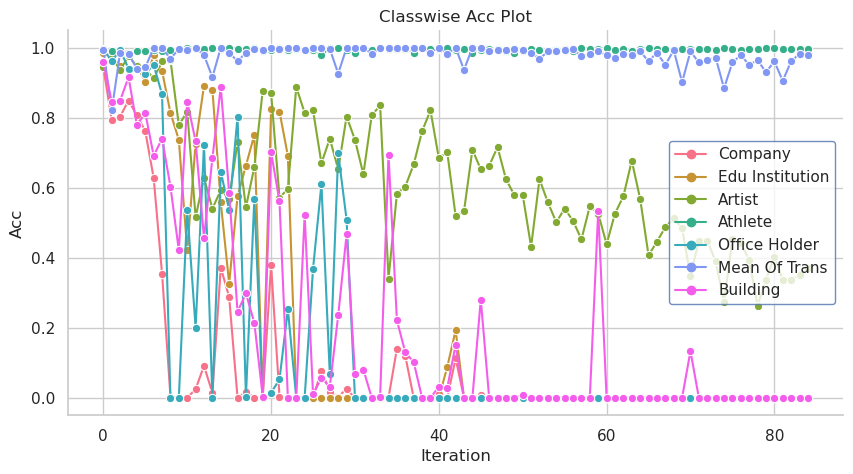 Classwise Acc Plot
1.0
0.8
0.6
0.4
0.2
0.0
Acc
Company
Edu Institution
Artist
Athlete
Office Holder
Mean Of Trans
Building
0
20
40
60
80
Iteration